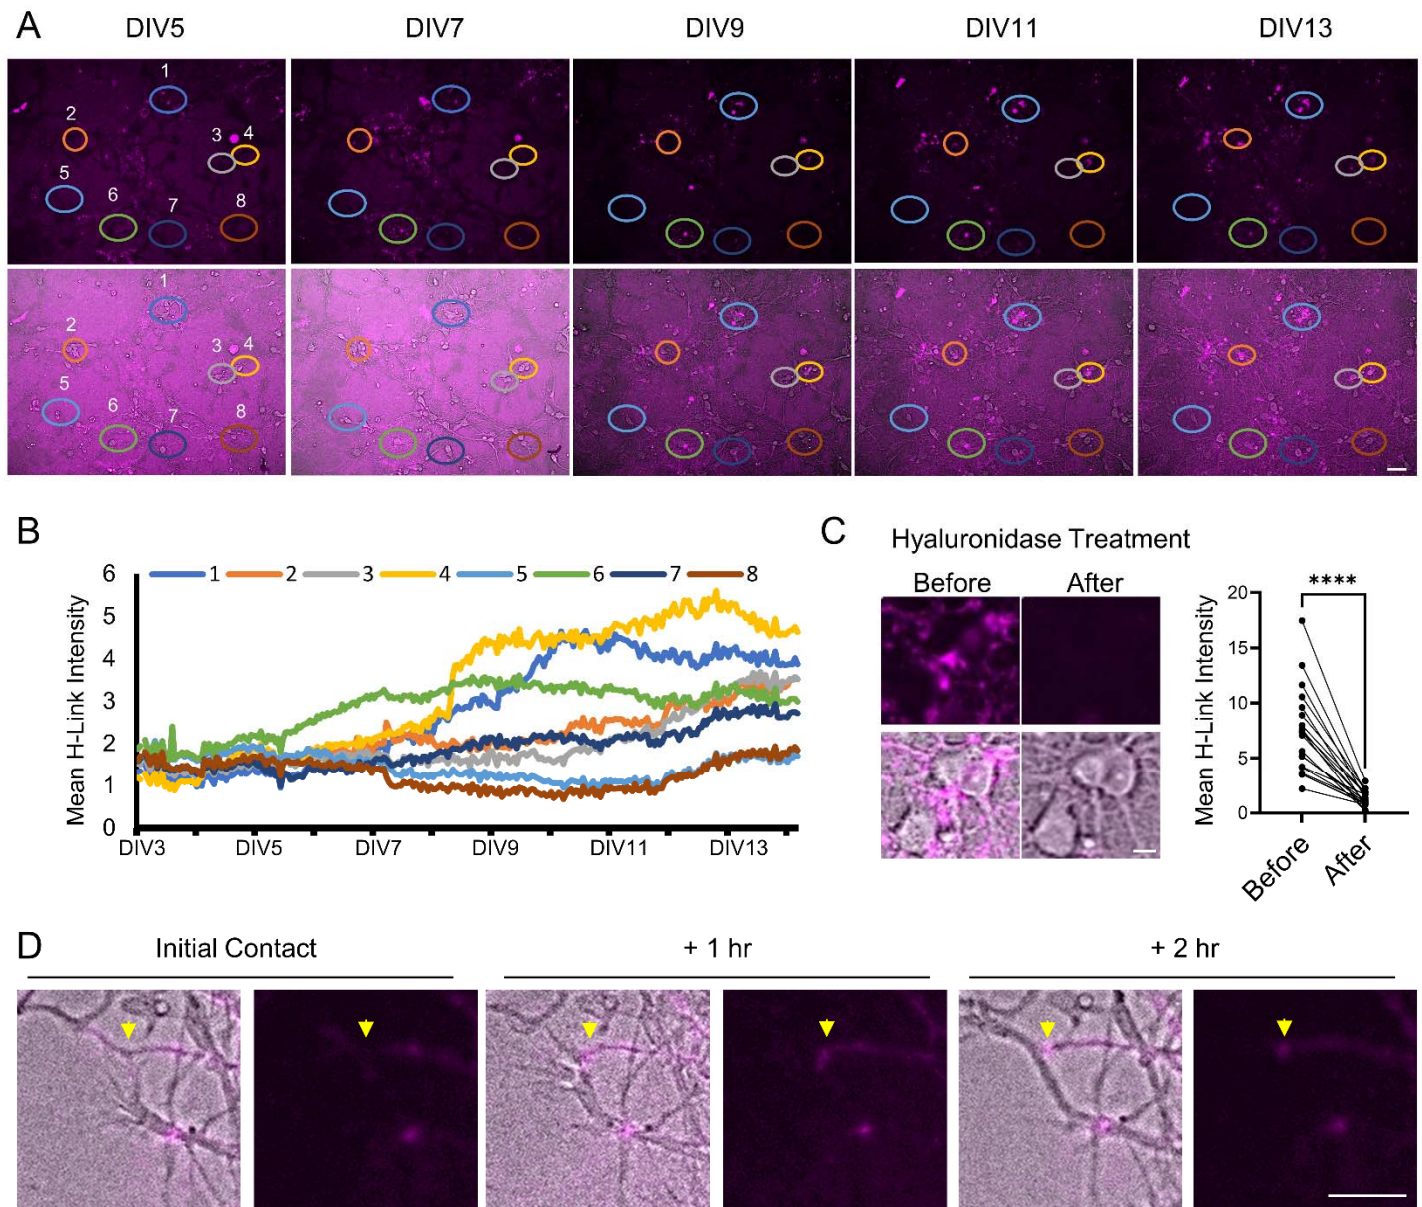 A
DIV5 DIV7 DIV9 DIV11 DIV13
1
2
3 4
5
6
7
8
1
2
3 4
5
6
7
8
B
Mean H-Link Intensity
1 2 3 4 5 6 7 8
6
5
4
3
2
1
0
DIV3 DIV5 DIV7 DIV9 DIV11 DIV13
C
Hyaluronidase Treatment
Before After
Mean H-Link Intensity
****
20
15
10
5
0
Before After
D
Initial Contact + 1 hr + 2 hr